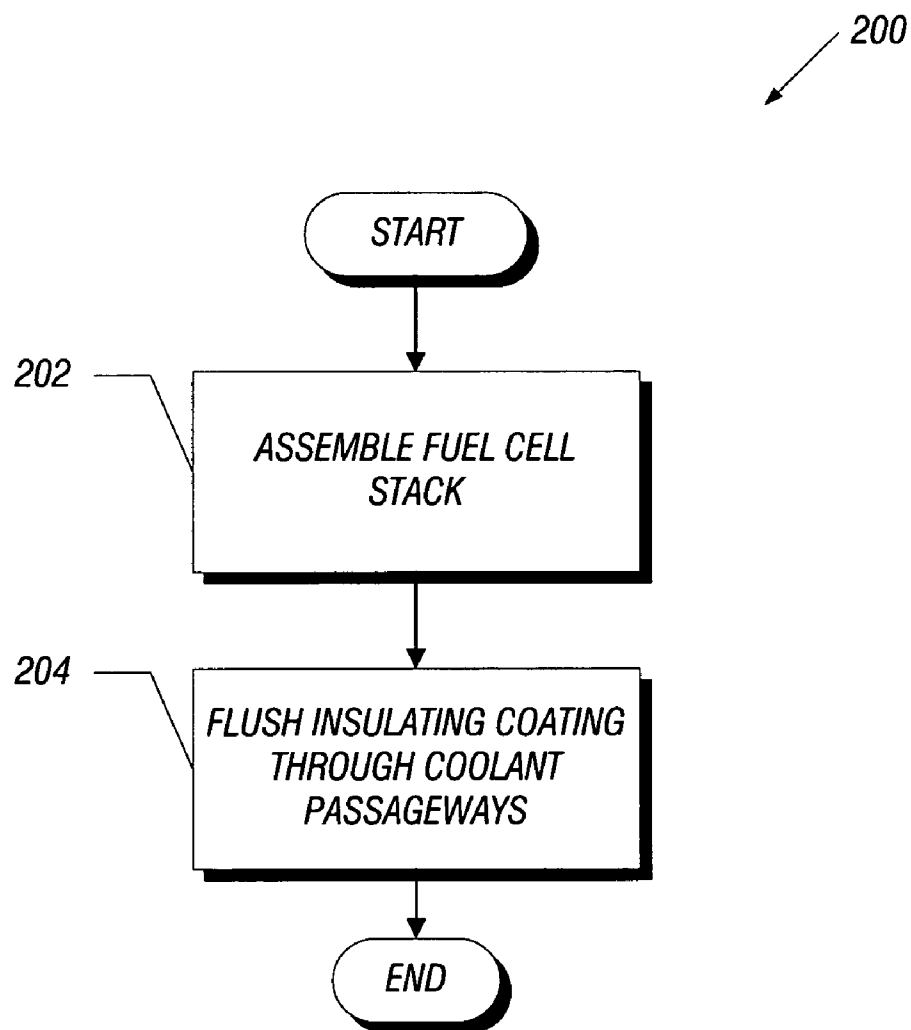 200
START
202
ASSEMBLE FUEL CELL
STACK
204
FLUSH INSULATING COATING
THROUGH COOLANT
PASSAGEWAYS
END